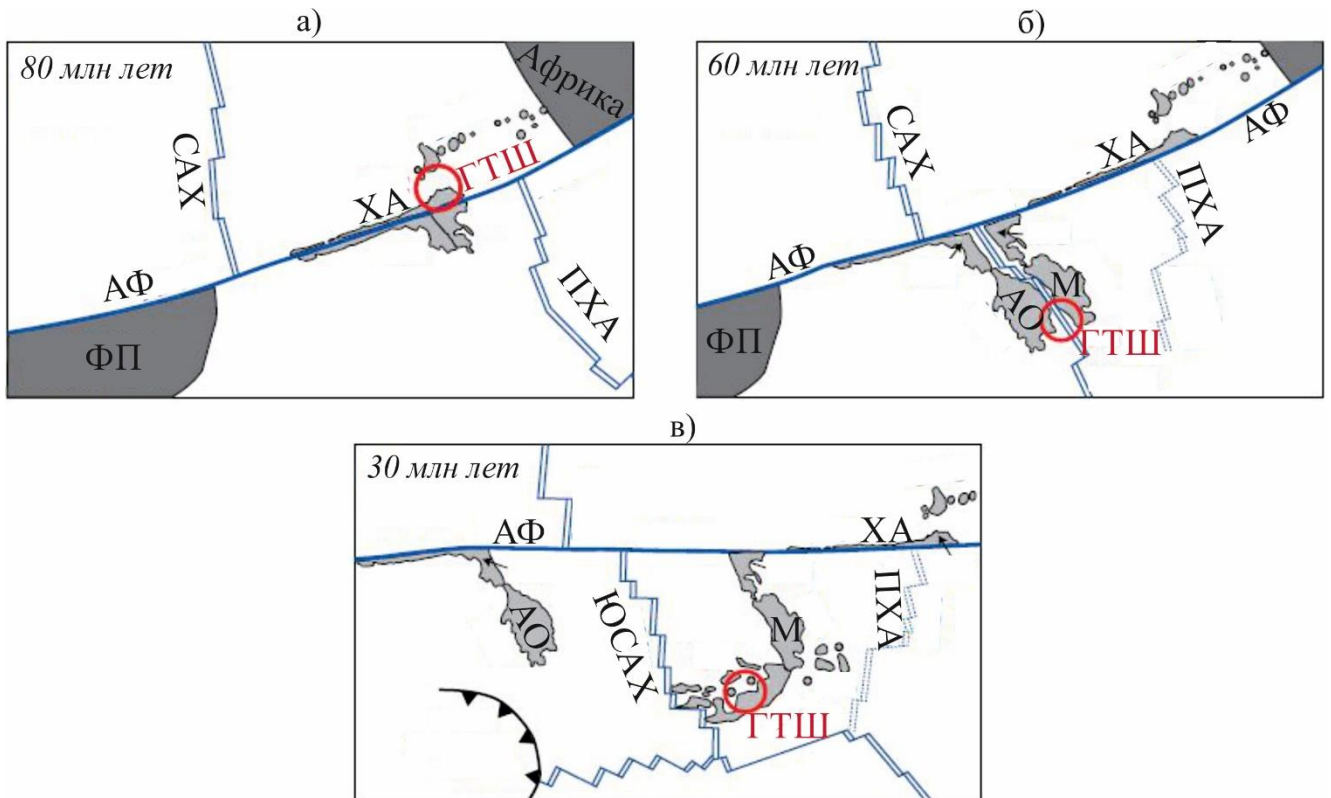 а)
80 млн лет
Африка
САХ
ГТШ
ХА
АФ
ПХА
ФП
б)
60 млн лет
САХ
ХА
АФ
ПХА
АФ
М
АО
ГТШ
ФП
в)
30 млн лет
АФ
ХА
АО
ЮСАХ
М
ПХА
ГТШ